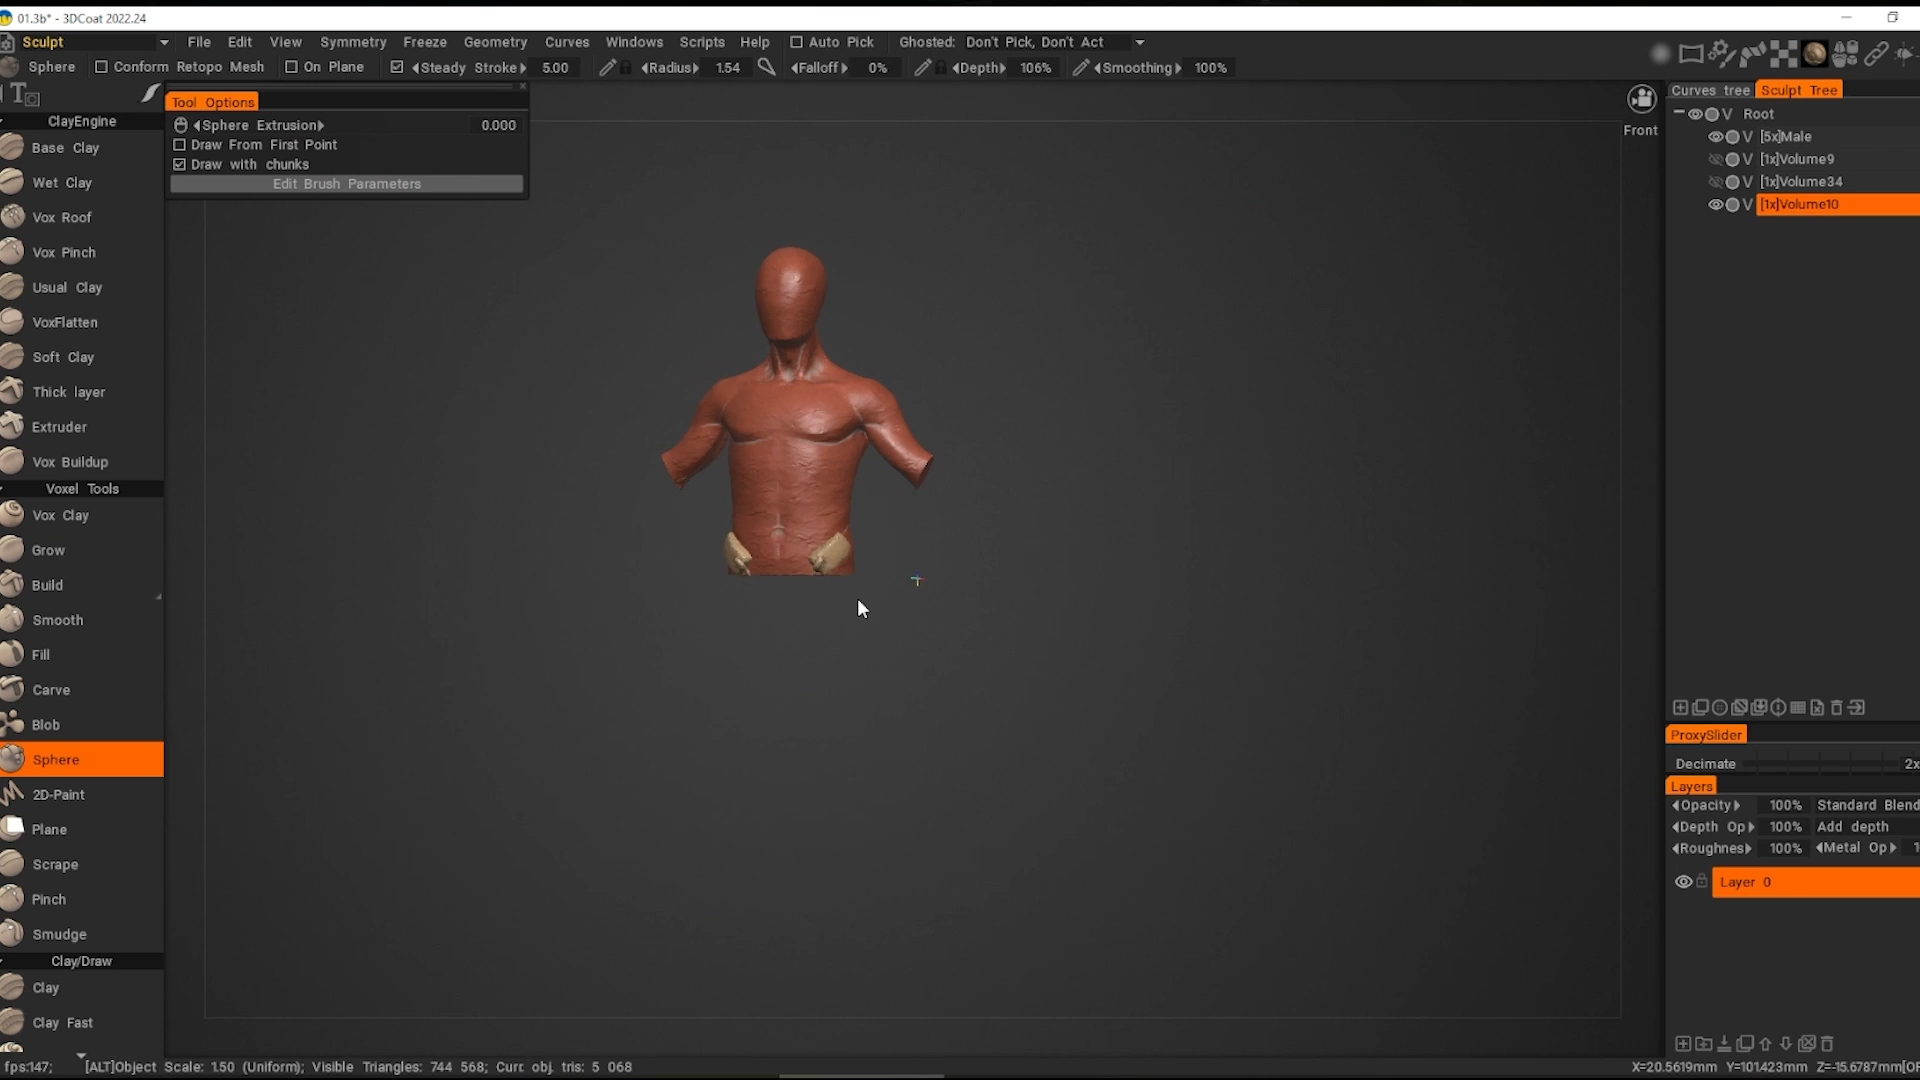 01.3b* - 3DCoat 2022.24
Sculpt File Edit View Symmetry Freeze Geometry Curves Windows Scripts Help Auto Pick Ghosted: Don't Pick, Don't Act
Sphere Conform Retopo Mesh On Plane Steady Stroke 5.00 Radius 1.54 Falloff 0% Depth 106% Smoothing 100%
Tool Options
Sphere Extrusion 0.000
Draw From First Point
Draw with chunks
Edit Brush Parameters
ClayEngine
Base Clay
Wet Clay
Vox Roof
Vox Pinch
Usual Clay
VoxFlatten
Soft Clay
Thick layer
Extruder
Vox Buildup
Voxel Tools
Vox Clay
Grow
Build
Smooth
Fill
Carve
Blob
Sphere
2D-Paint
Plane
Scrape
Pinch
Smudge
Clay/Draw
Clay
Clay Fast
Front
Curves tree Sculpt Tree
V Root
V [5x]Male
V [1x]Volume9
V [1x]Volume34
V [1x]Volume10
ProxySlider
Decimate 2x
Layers
Opacity 100% Standard Blend
Depth Op 100% Add depth
Roughnes 100% Metal Op
Layer 0
fps:147; [ALT]Object Scale: 1.50 (Uniform); Visible Triangles: 744 568; Curr. obj. tris: 5 068
X=20.5619mm Y=101.423mm Z=-15.6787mm